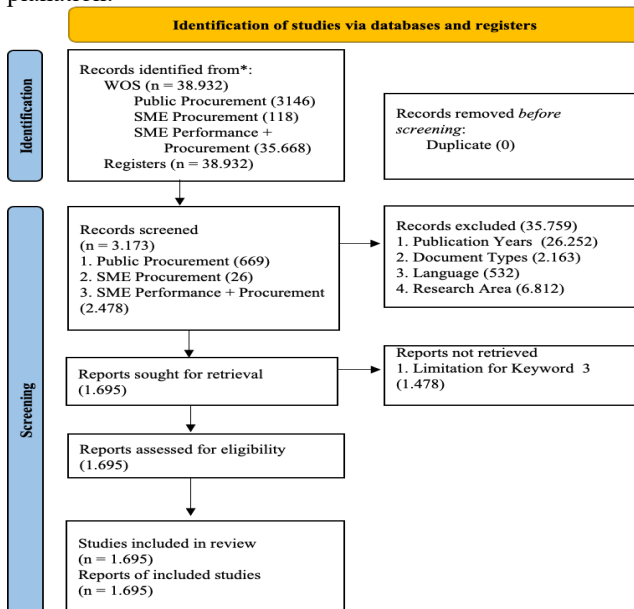 planation.
Identification of studies via databases and registers
Identification
Records identified from*:
WOS (n = 38.932)
Public Procurement (3146)
SME Procurement (118)
SME Performance +
Procurement (35.668)
Registers (n = 38.932)
Records removed before
screening:
Duplicate (0)
Screening
Records screened
(n = 3.173)
1. Public Procurement (669)
2. SME Procurement (26)
3. SME Performance + Procurement
(2.478)
Records excluded (35.759)
1. Publication Years (26.252)
2. Document Types (2.163)
3. Language (532)
4. Research Area (6.812)
Reports sought for retrieval
(1.695)
Reports not retrieved
1. Limitation for Keyword 3
(1.478)
Reports assessed for eligibility
(1.695)
Studies included in review
(n = 1.695)
Reports of included studies
(n = 1.695)